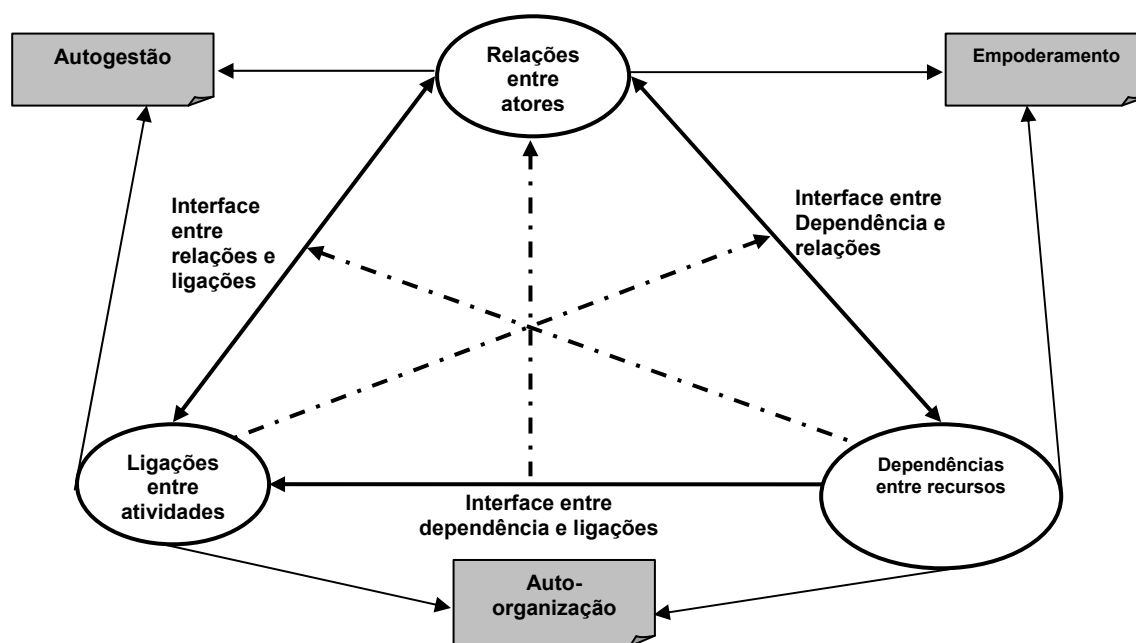 Autogestão
Relações
entre
atores
Empoderamento
Interface
entre
relações e
ligações
Interface entre
Dependência e
relações
Ligações
entre
atividades
Dependências
entre recursos
Interface entre
dependência e ligações
Auto-
organização